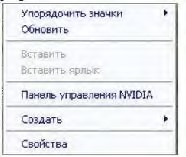 Упорядочить значки
Обновить
Вставить
Вставить ярлык
Панель управления NVIDIA
Создать
Свойства